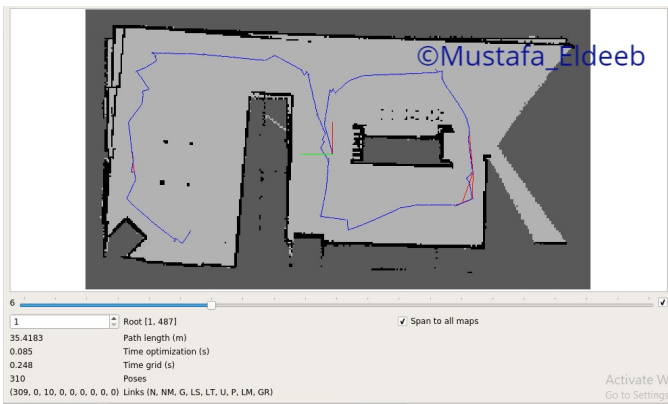 ©Mustafa_Eldeeb
6
1 Root [1, 487] Span to all maps
35.4183 Path length (m)
0.085 Time optimization (s)
0.248 Time grid (s)
310 Poses
(309, 0, 10, 0, 0, 0, 0, 0, 0) Links (N, NM, G, LS, LT, U, P, LM, GR)
Activate W
Go to Settings